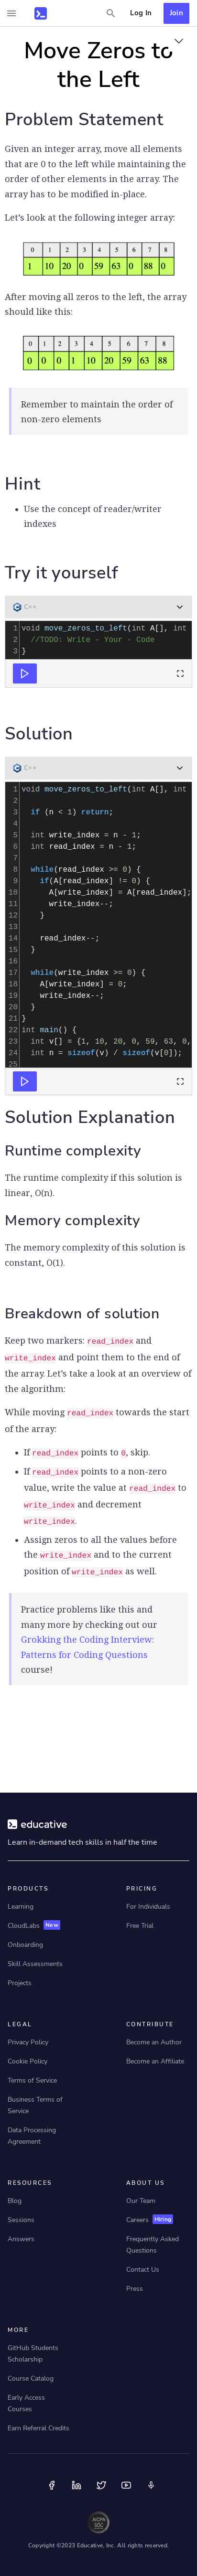 Log In
Join
Move Zeros to
the Left
Problem Statement
Given an integer array, move all elements
that are 0 to the left while maintaining the
order of other elements in the array. The
array has to be modified in-place.
Let’s look at the following integer array:
0 1 2 3 4 5 6 7 8
1 10 20 0 59 63 0 88 0
After moving all zeros to the left, the array
should like this:
0 1 2 3 4 5 6 7 8
0 0 0 1 10 20 59 63 88
Remember to maintain the order of
non-zero elements
Hint
• Use the concept of reader/writer
indexes
Try it yourself
C++
1 void move_zeros_to_left(int A[], int
2 //TODO: Write - Your - Code
3 }
Solution
C++
1 void move_zeros_to_left(int A[], int
2
3 if (n < 1) return;
4
5 int write_index = n - 1;
6 int read_index = n - 1;
7
8 while(read_index >= 0) {
9 if(A[read_index] != 0) {
10 A[write_index] = A[read_index];
11 write_index--;
12 }
13
14 read_index--;
15 }
16
17 while(write_index >= 0) {
18 A[write_index] = 0;
19 write_index--;
20 }
21 }
22 int main() {
23 int v[] = {1, 10, 20, 0, 59, 63, 0,
24 int n = sizeof(v) / sizeof(v[0]);
25
Solution Explanation
Runtime complexity
The runtime complexity if this solution is
linear, O(n).
Memory complexity
The memory complexity of this solution is
constant, O(1).
Breakdown of solution
Keep two markers: read_index and
write_index and point them to the end of
the array. Let’s take a look at an overview of
the algorithm:
While moving read_index towards the start
of the array:
• If read_index points to 0, skip.
• If read_index points to a non-zero
value, write the value at read_index to
write_index and decrement
write_index.
• Assign zeros to all the values before
the write_index and to the current
position of write_index as well.
Practice problems like this and
many more by checking out our
Grokking the Coding Interview:
Patterns for Coding Questions
course!
educative
Learn in-demand tech skills in half the time
PRODUCTS
Learning
CloudLabs New
Onboarding
Skill Assessments
Projects
PRICING
For Individuals
Free Trial
LEGAL
Privacy Policy
Cookie Policy
Terms of Service
Business Terms of
Service
Data Processing
Agreement
CONTRIBUTE
Become an Author
Become an Affiliate
RESOURCES
Blog
Sessions
Answers
ABOUT US
Our Team
Careers Hiring
Frequently Asked
Questions
Contact Us
Press
MORE
GitHub Students
Scholarship
Course Catalog
Early Access
Courses
Earn Referral Credits
AICPA
SOC
Copyright ©2023 Educative, Inc. All rights reserved.